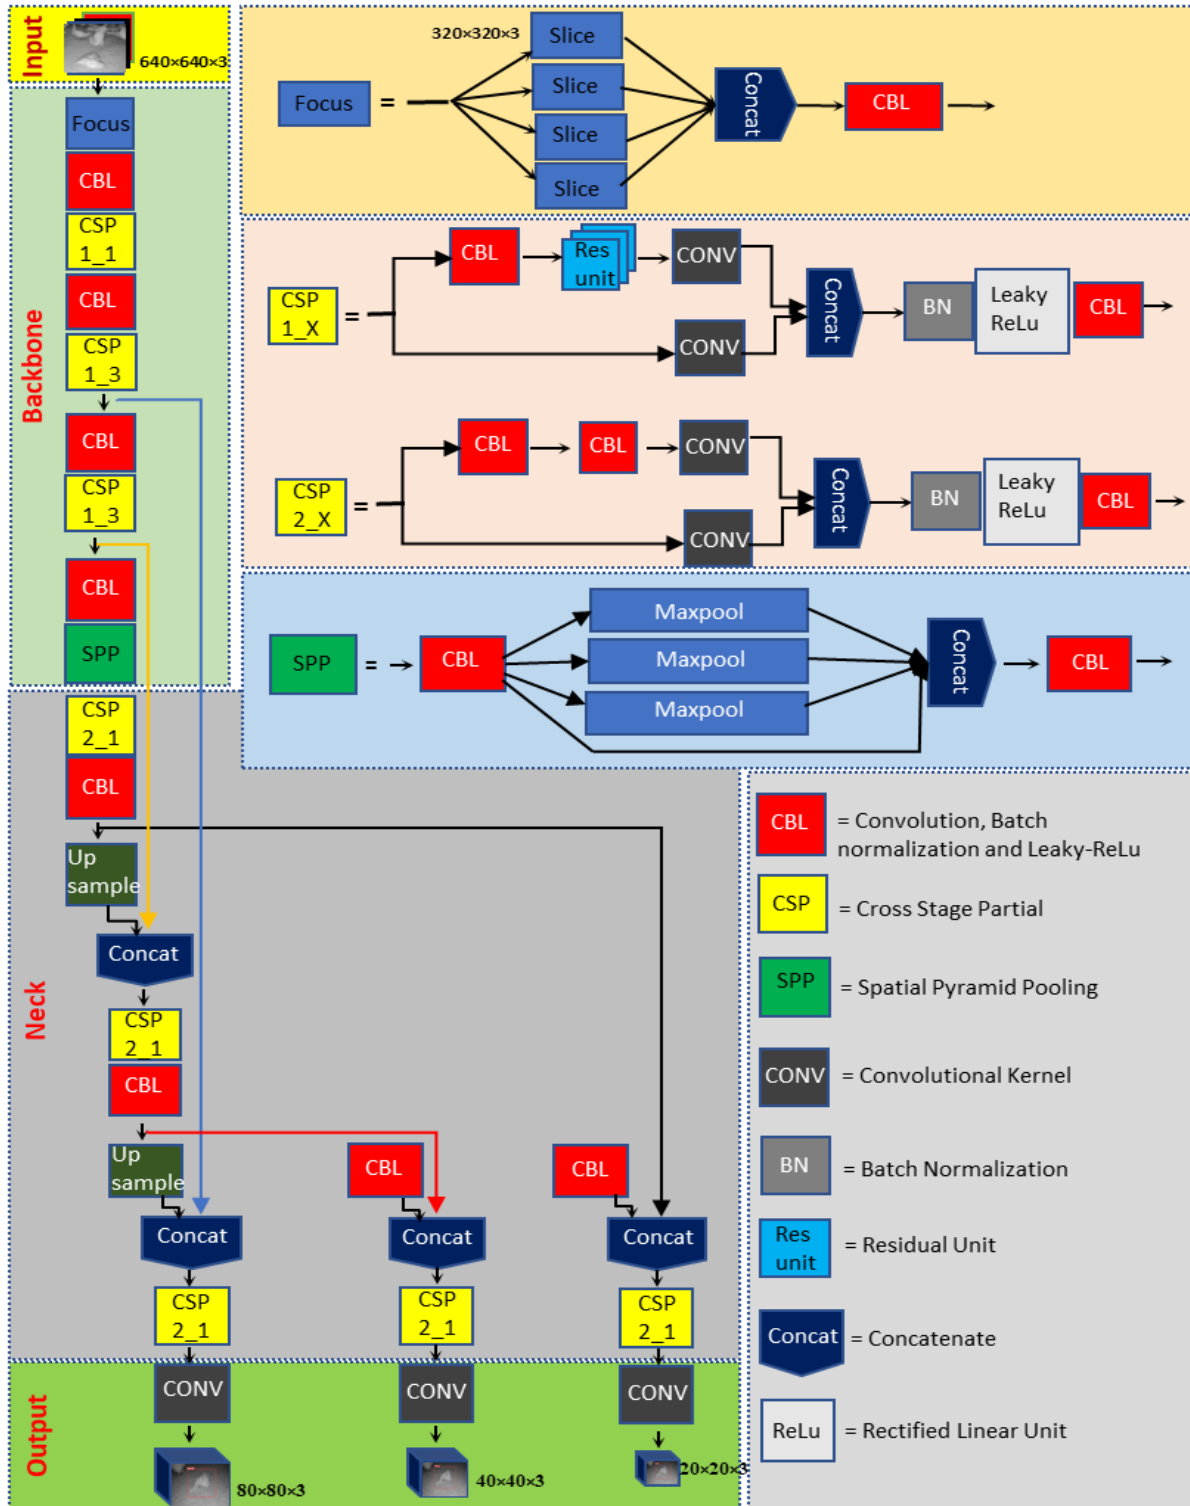 Input
640×640×3
Backbone
Focus
CBL
CSP
1_1
CBL
CSP
1_3
CBL
CSP
1_3
CBL
SPP
320×320×3
Focus
=
Slice
Slice
Slice
Slice
Concat
CBL
CSP
1_X
=
CBL
Res
unit
CONV
CONV
Concat
BN
Leaky
ReLu
CBL
CSP
2_X
=
CBL
CBL
CONV
CONV
Concat
BN
Leaky
ReLu
CBL
SPP
=
CBL
Maxpool
Maxpool
Maxpool
Concat
CBL
Neck
CSP
2_1
CBL
Up
sample
Concat
CSP
2_1
CBL
Up
sample
CBL
CBL
Concat
Concat
Concat
CSP
2_1
CSP
2_1
CSP
2_1
Output
CONV
CONV
CONV
80×80×3
40×40×3
20×20×3
CBL = Convolution, Batch
normalization and Leaky-ReLu
CSP = Cross Stage Partial
SPP = Spatial Pyramid Pooling
CONV = Convolutional Kernel
BN = Batch Normalization
Res
unit = Residual Unit
Concat = Concatenate
ReLu = Rectified Linear Unit